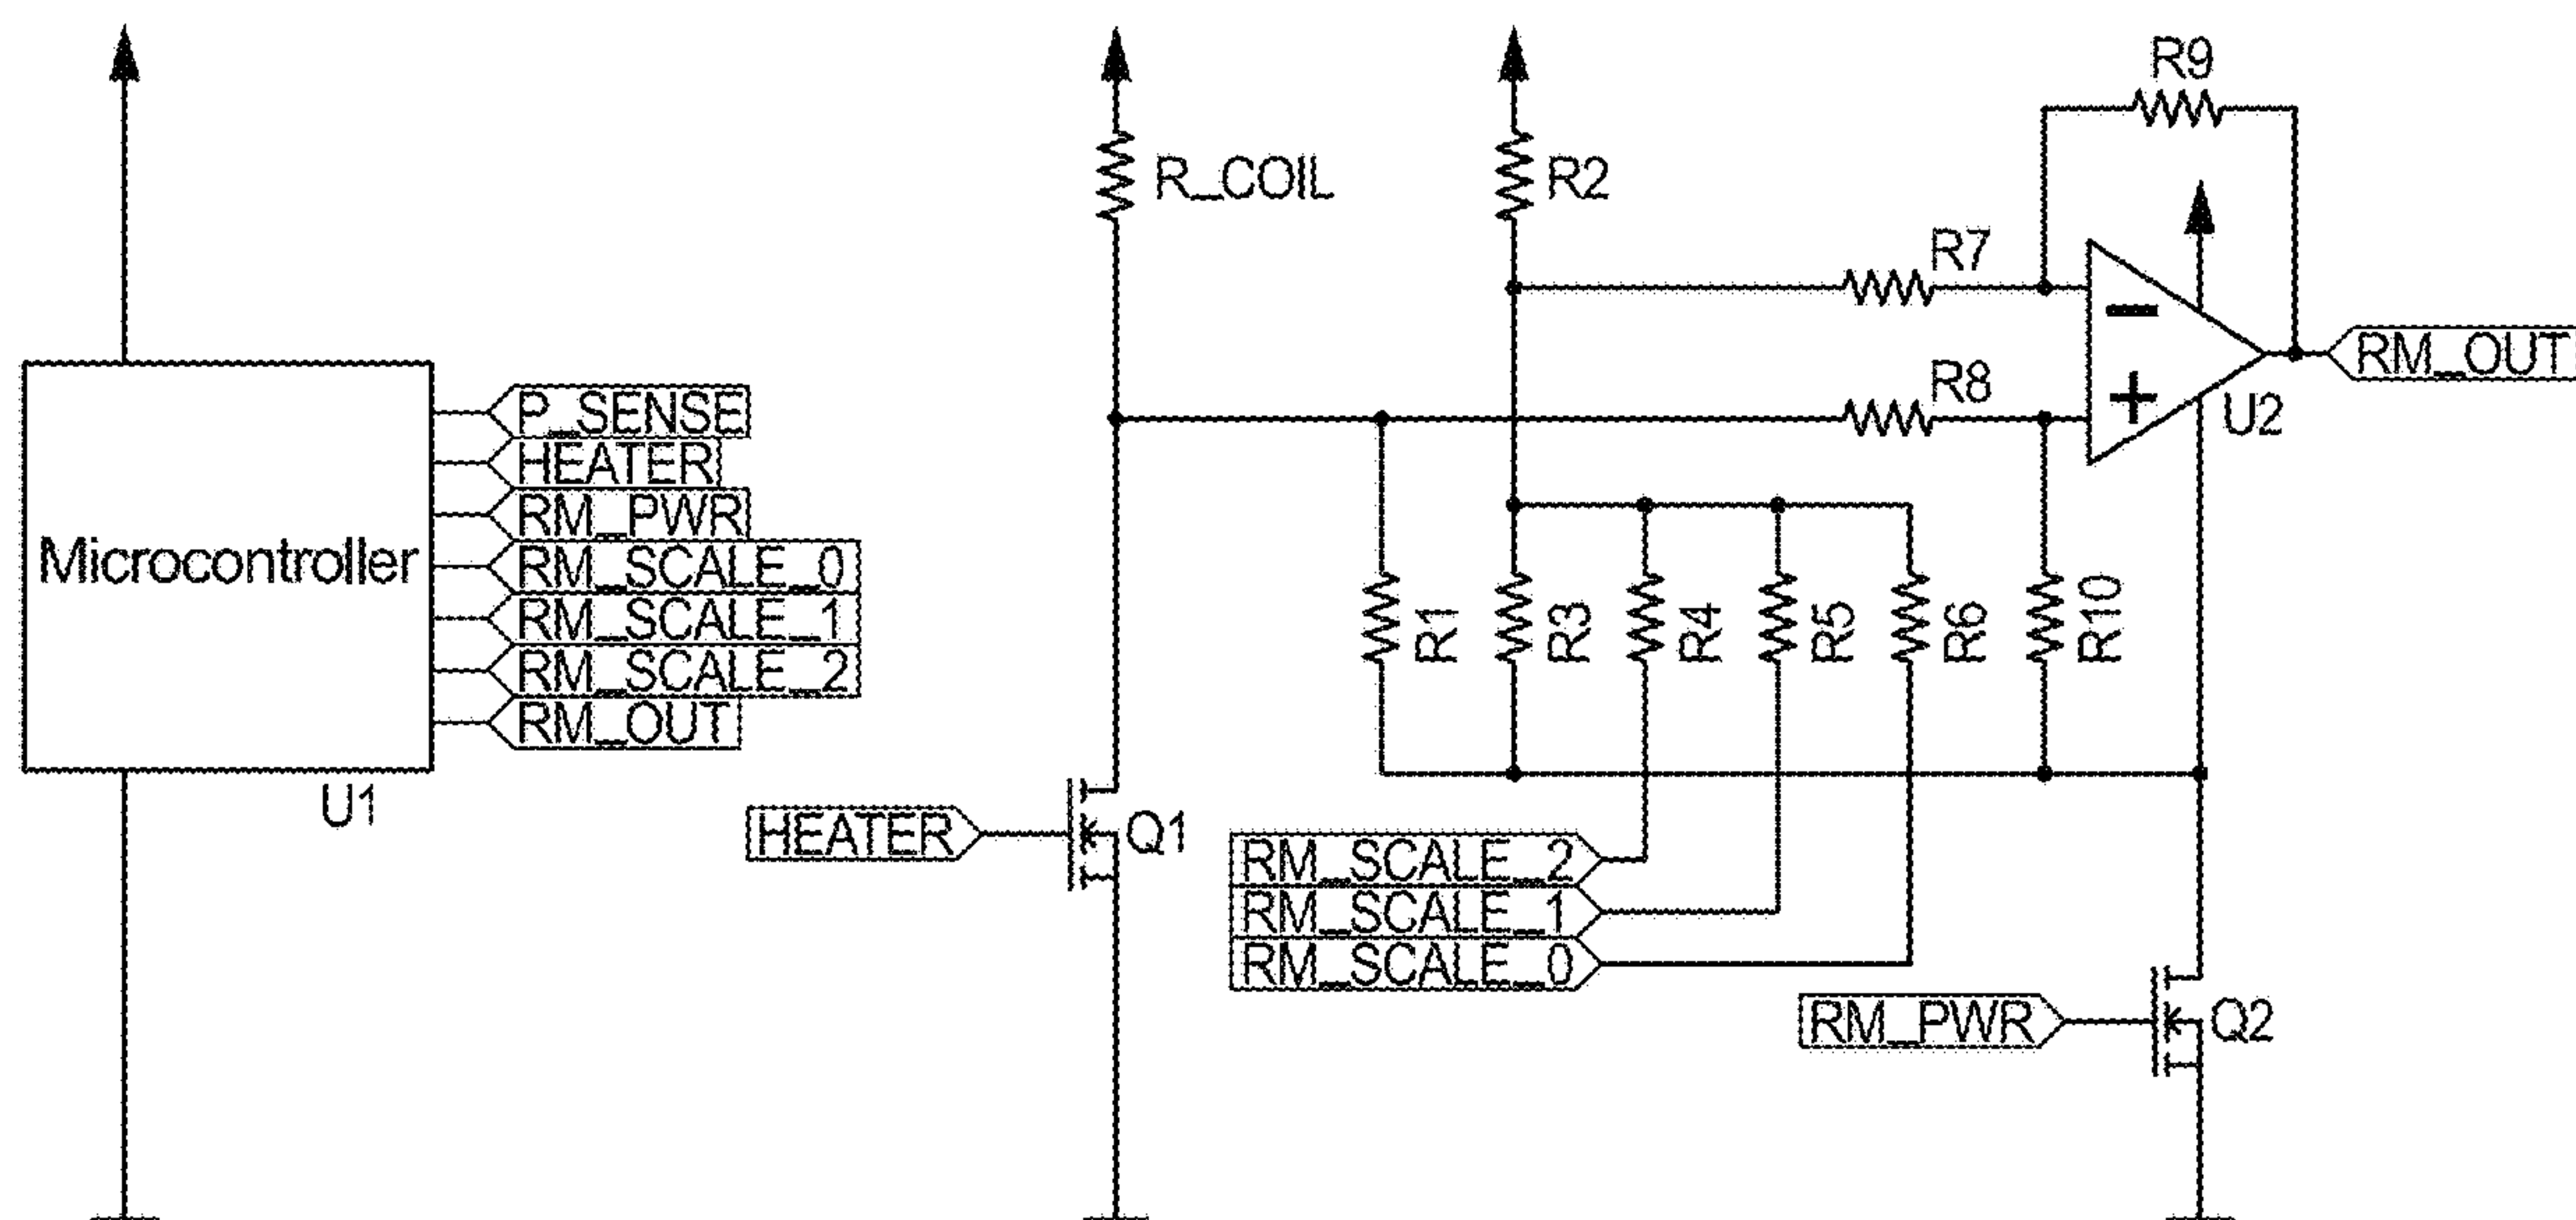 Microcontroller
U1
P_SENSE
HEATER
RM_PWR
RM_SCALE_0
RM_SCALE_1
RM_SCALE_2
RM_OUT
R_COIL
HEATER
Q1
R2
R7
R8
R9
−
+
U2
RM_OUT
R1
R3
R4
R5
R6
R10
RM_SCALE_2
RM_SCALE_1
RM_SCALE_0
RM_PWR
Q2